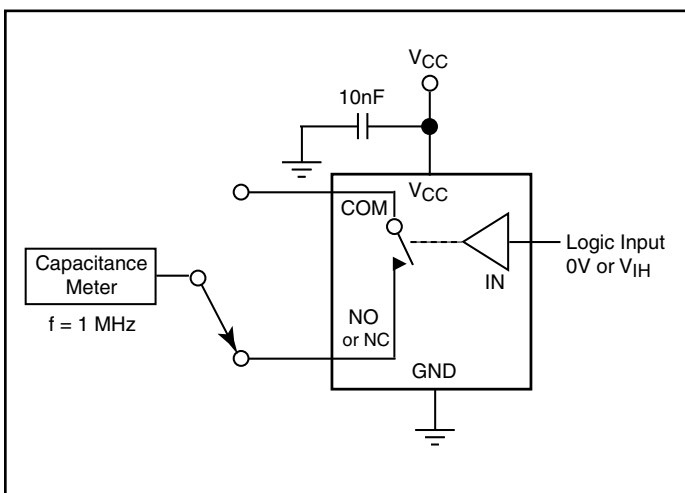 VCC
10nF
VCC
COM
Logic Input
0V or VIH
IN
Capacitance
Meter
f = 1 MHz
NO
or NC
GND